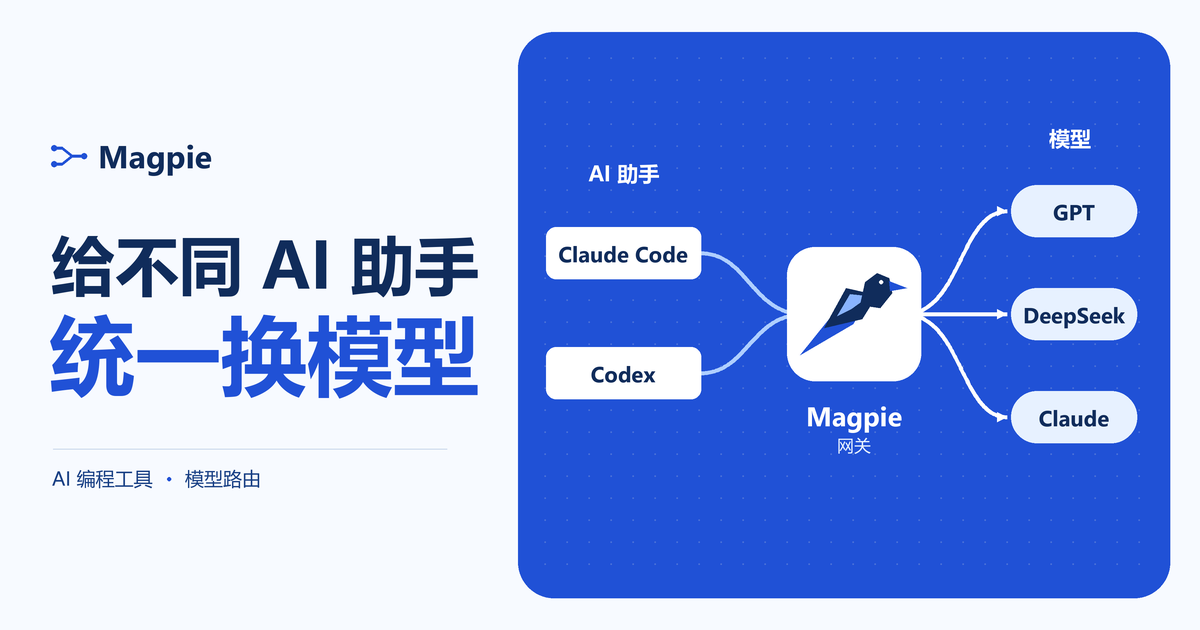 Magpie
给不同 AI 助手
统一换模型
AI 编程工具 · 模型路由
AI 助手
Claude Code
Codex
Magpie
网关
模型
GPT
DeepSeek
Claude